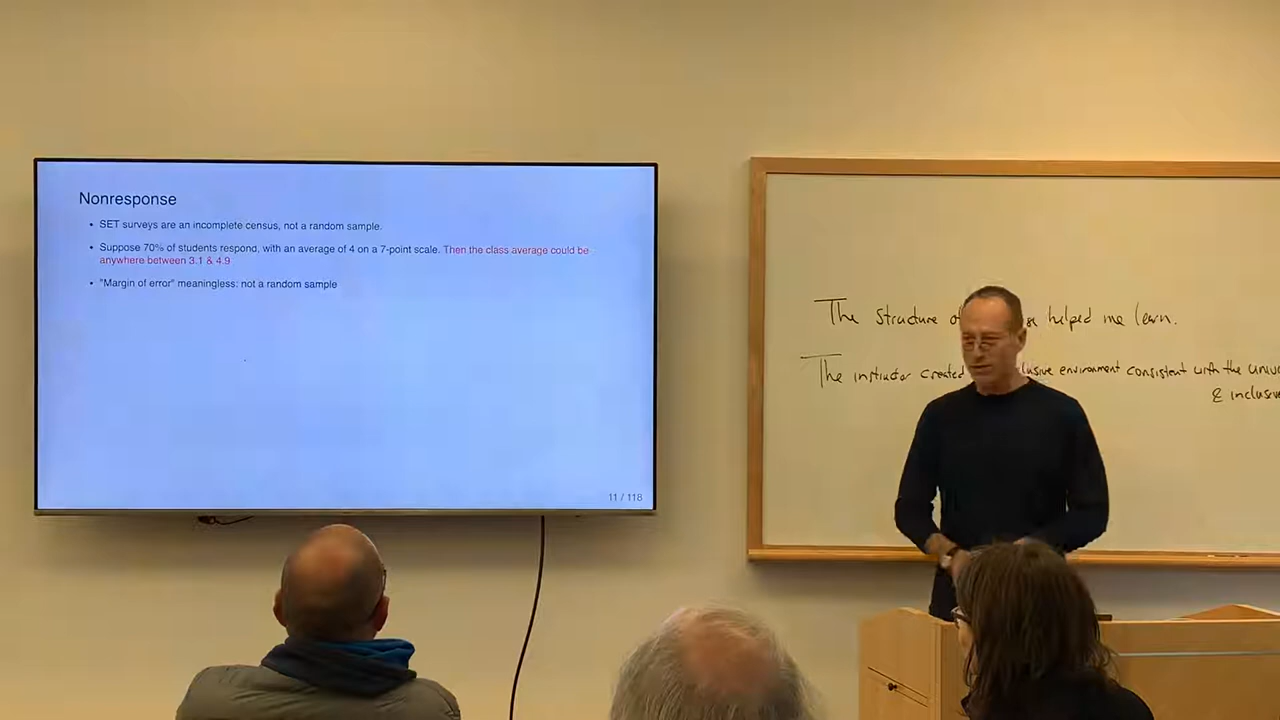 Nonresponse
• SET surveys are an incomplete census, not a random sample.
• Suppose 70% of students respond, with an average of 4 on a 7-point scale. Then the class average could be
anywhere between 3.1 & 4.9
• "Margin of error" meaningless: not a random sample
11 / 118
The structure helped me learn.
The instructor created environment consistent with the
& inclusive